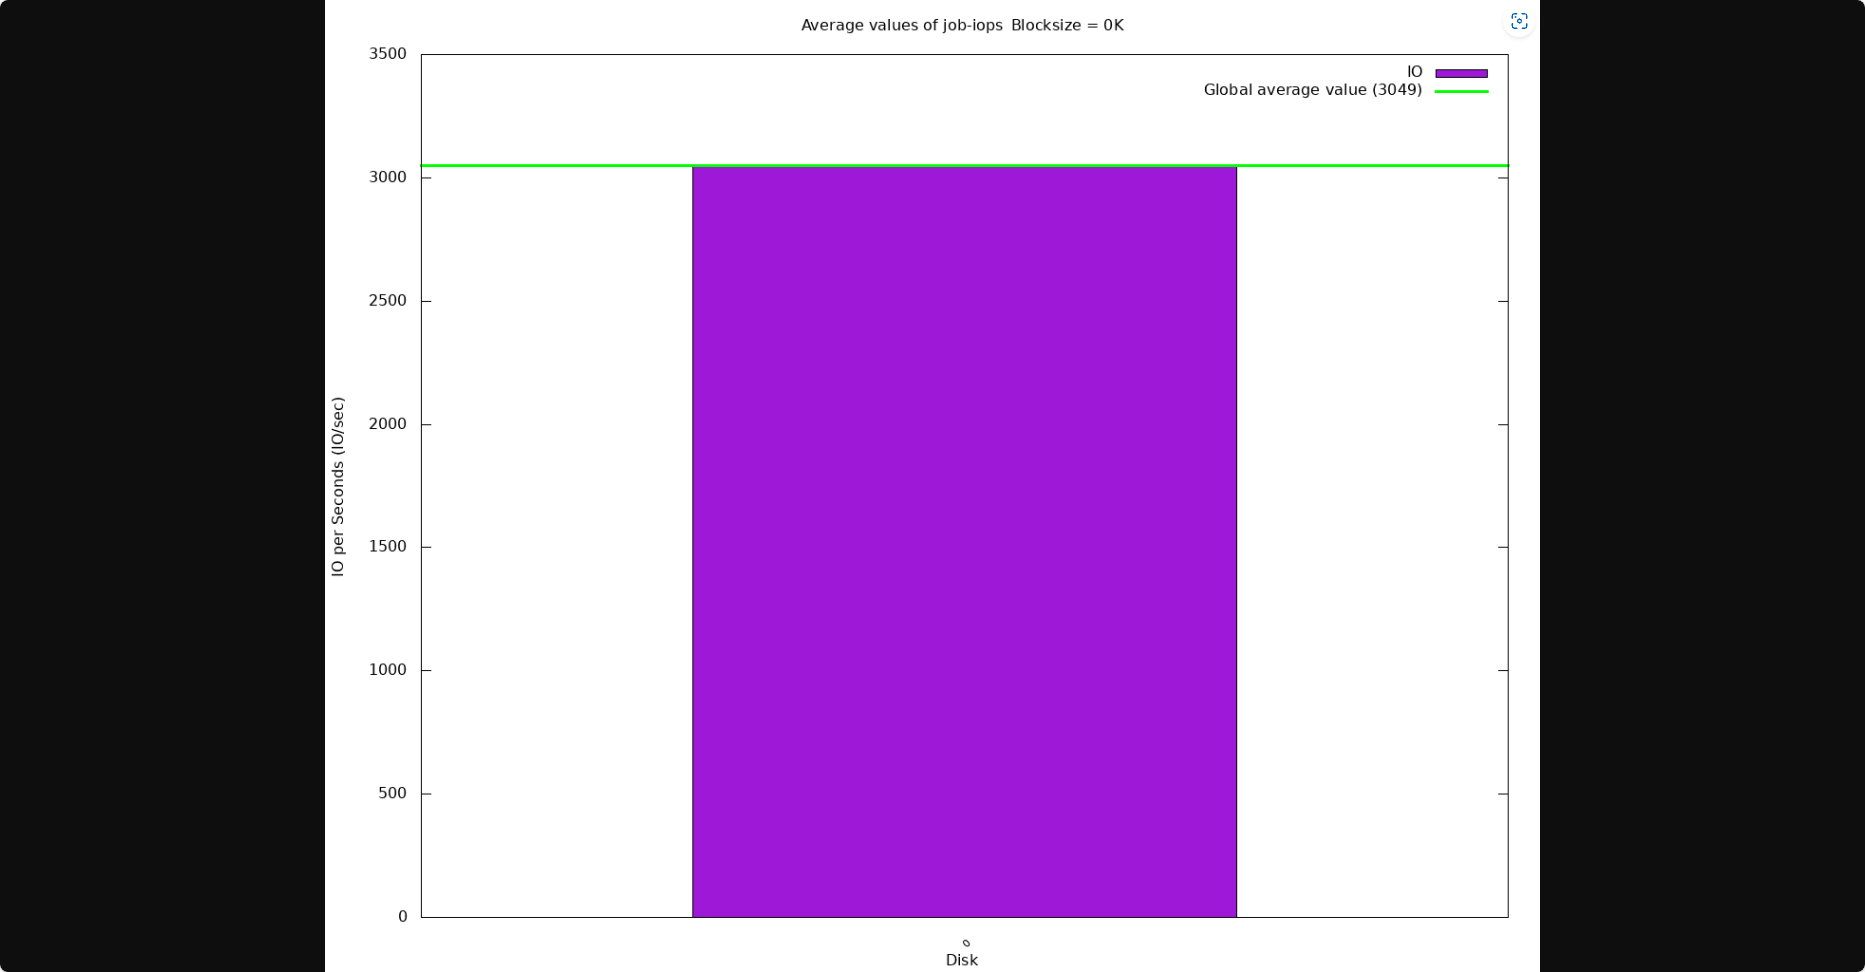 Average values of job-iops  Blocksize = 0K
3500
IO
Global average value (3049)
3000
2500
2000
IO per Seconds (IO/sec)
1500
1000
500
0
0
Disk